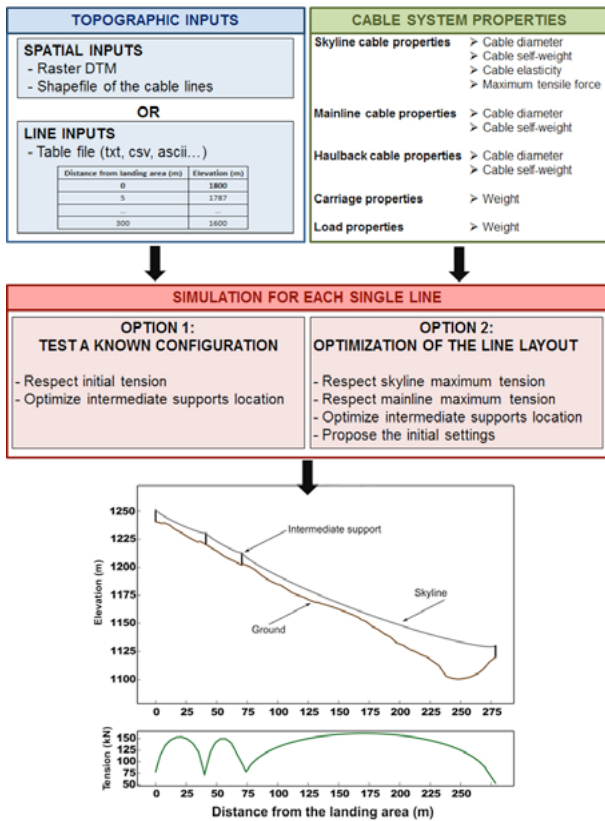 TOPOGRAPHIC INPUTS
SPATIAL INPUTS
- Raster DTM
- Shapefile of the cable lines
OR
LINE INPUTS
- Table file (txt, csv, ascii...)
Distance from landing area (m) Elevation (m)
0 1800
5 1787
... ...
300 1600
CABLE SYSTEM PROPERTIES
Skyline cable properties ➢ Cable diameter
➢ Cable self-weight
➢ Cable elasticity
➢ Maximum tensile force
Mainline cable properties ➢ Cable diameter
➢ Cable self-weight
Haulback cable properties ➢ Cable diameter
➢ Cable self-weight
Carriage properties ➢ Weight
Load properties ➢ Weight
SIMULATION FOR EACH SINGLE LINE
OPTION 1:
TEST A KNOWN CONFIGURATION
- Respect initial tension
- Optimize intermediate supports location
OPTION 2:
OPTIMIZATION OF THE LINE LAYOUT
- Respect skyline maximum tension
- Respect mainline maximum tension
- Optimize intermediate supports location
- Propose the initial settings
Elevation (m)
1250
1225
1200
1175
1150
1125
1100
Intermediate support
Skyline
Ground
0 25 50 75 100 125 150 175 200 225 250 275
Tension (kN)
150
125
100
75
50
0 25 50 75 100 125 150 175 200 225 250
Distance from the landing area (m)